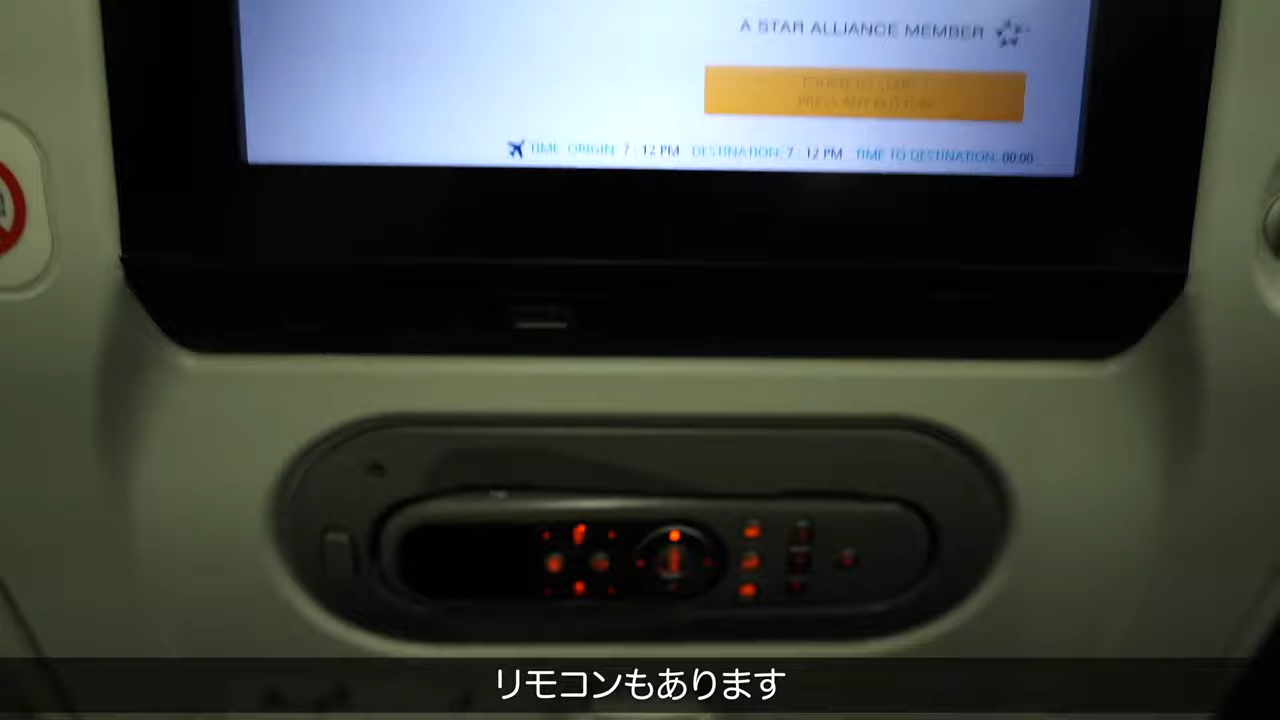 A STAR ALLIANCE MEMBER
TIME ORIGIN: 7 : 12 PM DESTINATION: 7 : 12 PM TIME TO DESTINATION: 00:00
リモコンもあります